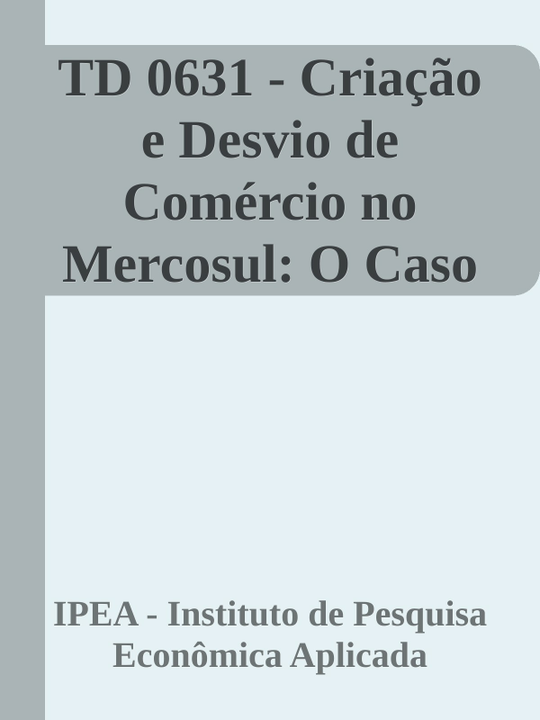 TD 0631 - Criação
e Desvio de
Comércio no
Mercosul: O Caso
IPEA - Instituto de Pesquisa
Econômica Aplicada